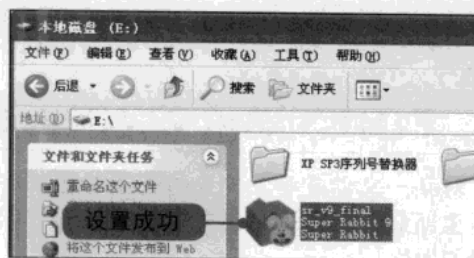 本地磁盘 (E:)
文件(F) 编辑(E) 查看(V) 收藏(A) 工具(T) 帮助(H)
后退 搜索 文件夹
地址(D) E:\
文件和文件夹任务
XP SP3序列号替换器
重命名这个文件
设置成功
sr_v9_final
Super Rabbit 9
Super Rabbit
将这个文件发布到 Web